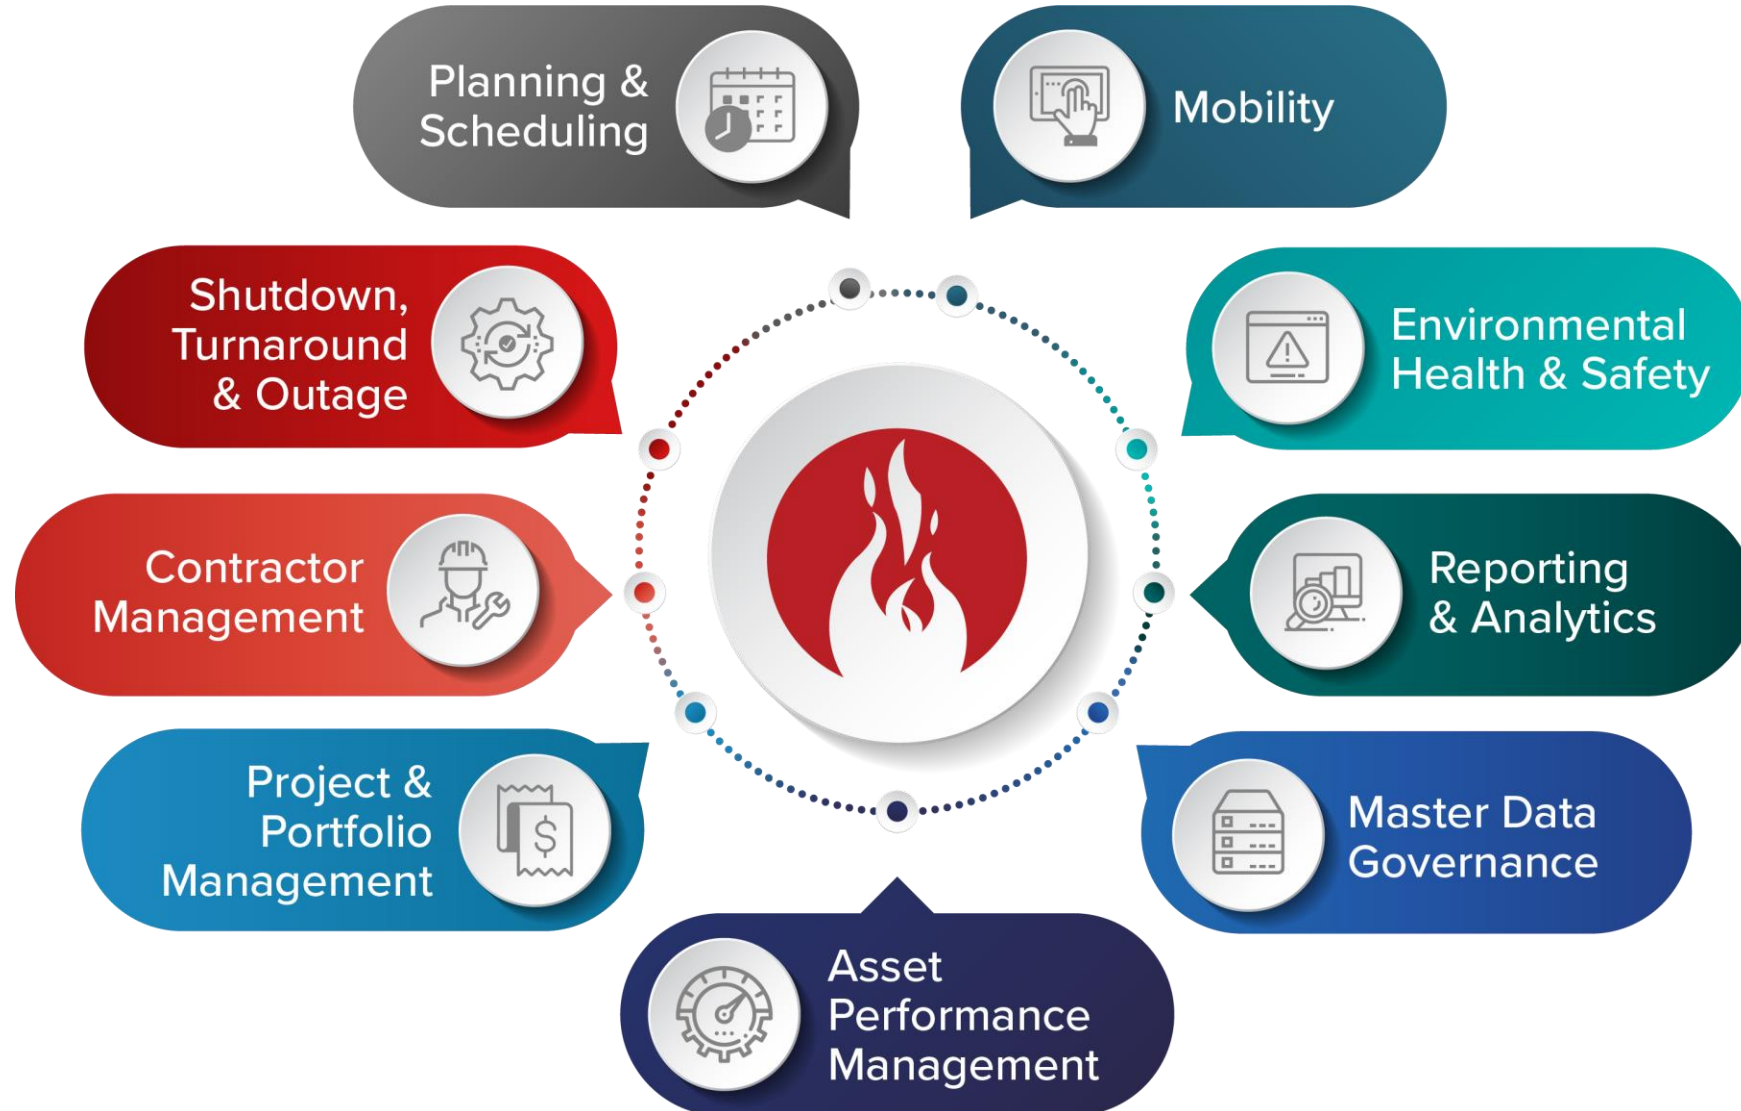 Planning &
Scheduling
Mobility
Shutdown,
Turnaround
& Outage
Environmental
Health & Safety
Contractor
Management
Reporting
& Analytics
Project &
Portfolio
Management
Master Data
Governance
$
Asset
Performance
Management